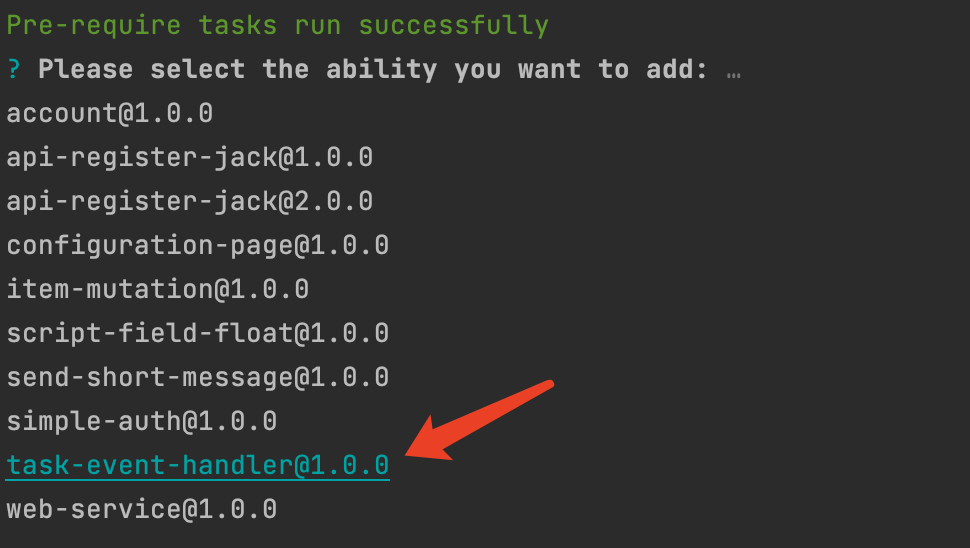 Pre-require tasks run successfully
? Please select the ability you want to add: …
account@1.0.0
api-register-jack@1.0.0
api-register-jack@2.0.0
configuration-page@1.0.0
item-mutation@1.0.0
script-field-float@1.0.0
send-short-message@1.0.0
simple-auth@1.0.0
task-event-handler@1.0.0
web-service@1.0.0